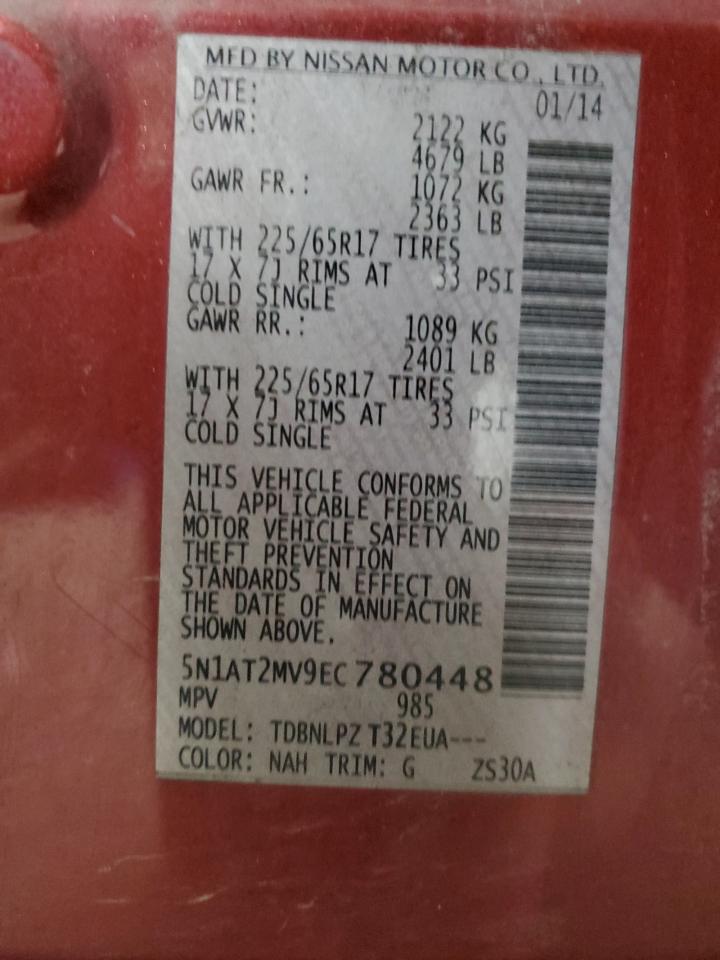 MFD BY NISSAN MOTOR CO., LTD.
DATE: 01/14
GVWR: 2122 KG
4679 LB
GAWR FR.: 1072 KG
2363 LB
WITH 225/65R17 TIRES
17 X 7J RIMS AT 33 PSI
COLD SINGLE
GAWR RR.: 1089 KG
2401 LB
WITH 225/65R17 TIRES
17 X 7J RIMS AT 33 PSI
COLD SINGLE
THIS VEHICLE CONFORMS TO
ALL APPLICABLE FEDERAL
MOTOR VEHICLE SAFETY AND
THEFT PREVENTION
STANDARDS IN EFFECT ON
THE DATE OF MANUFACTURE
SHOWN ABOVE.
5N1AT2MV9EC780448
MPV 985
MODEL: TDBNLPZ T32EUA---
COLOR: NAH TRIM: G ZS30A